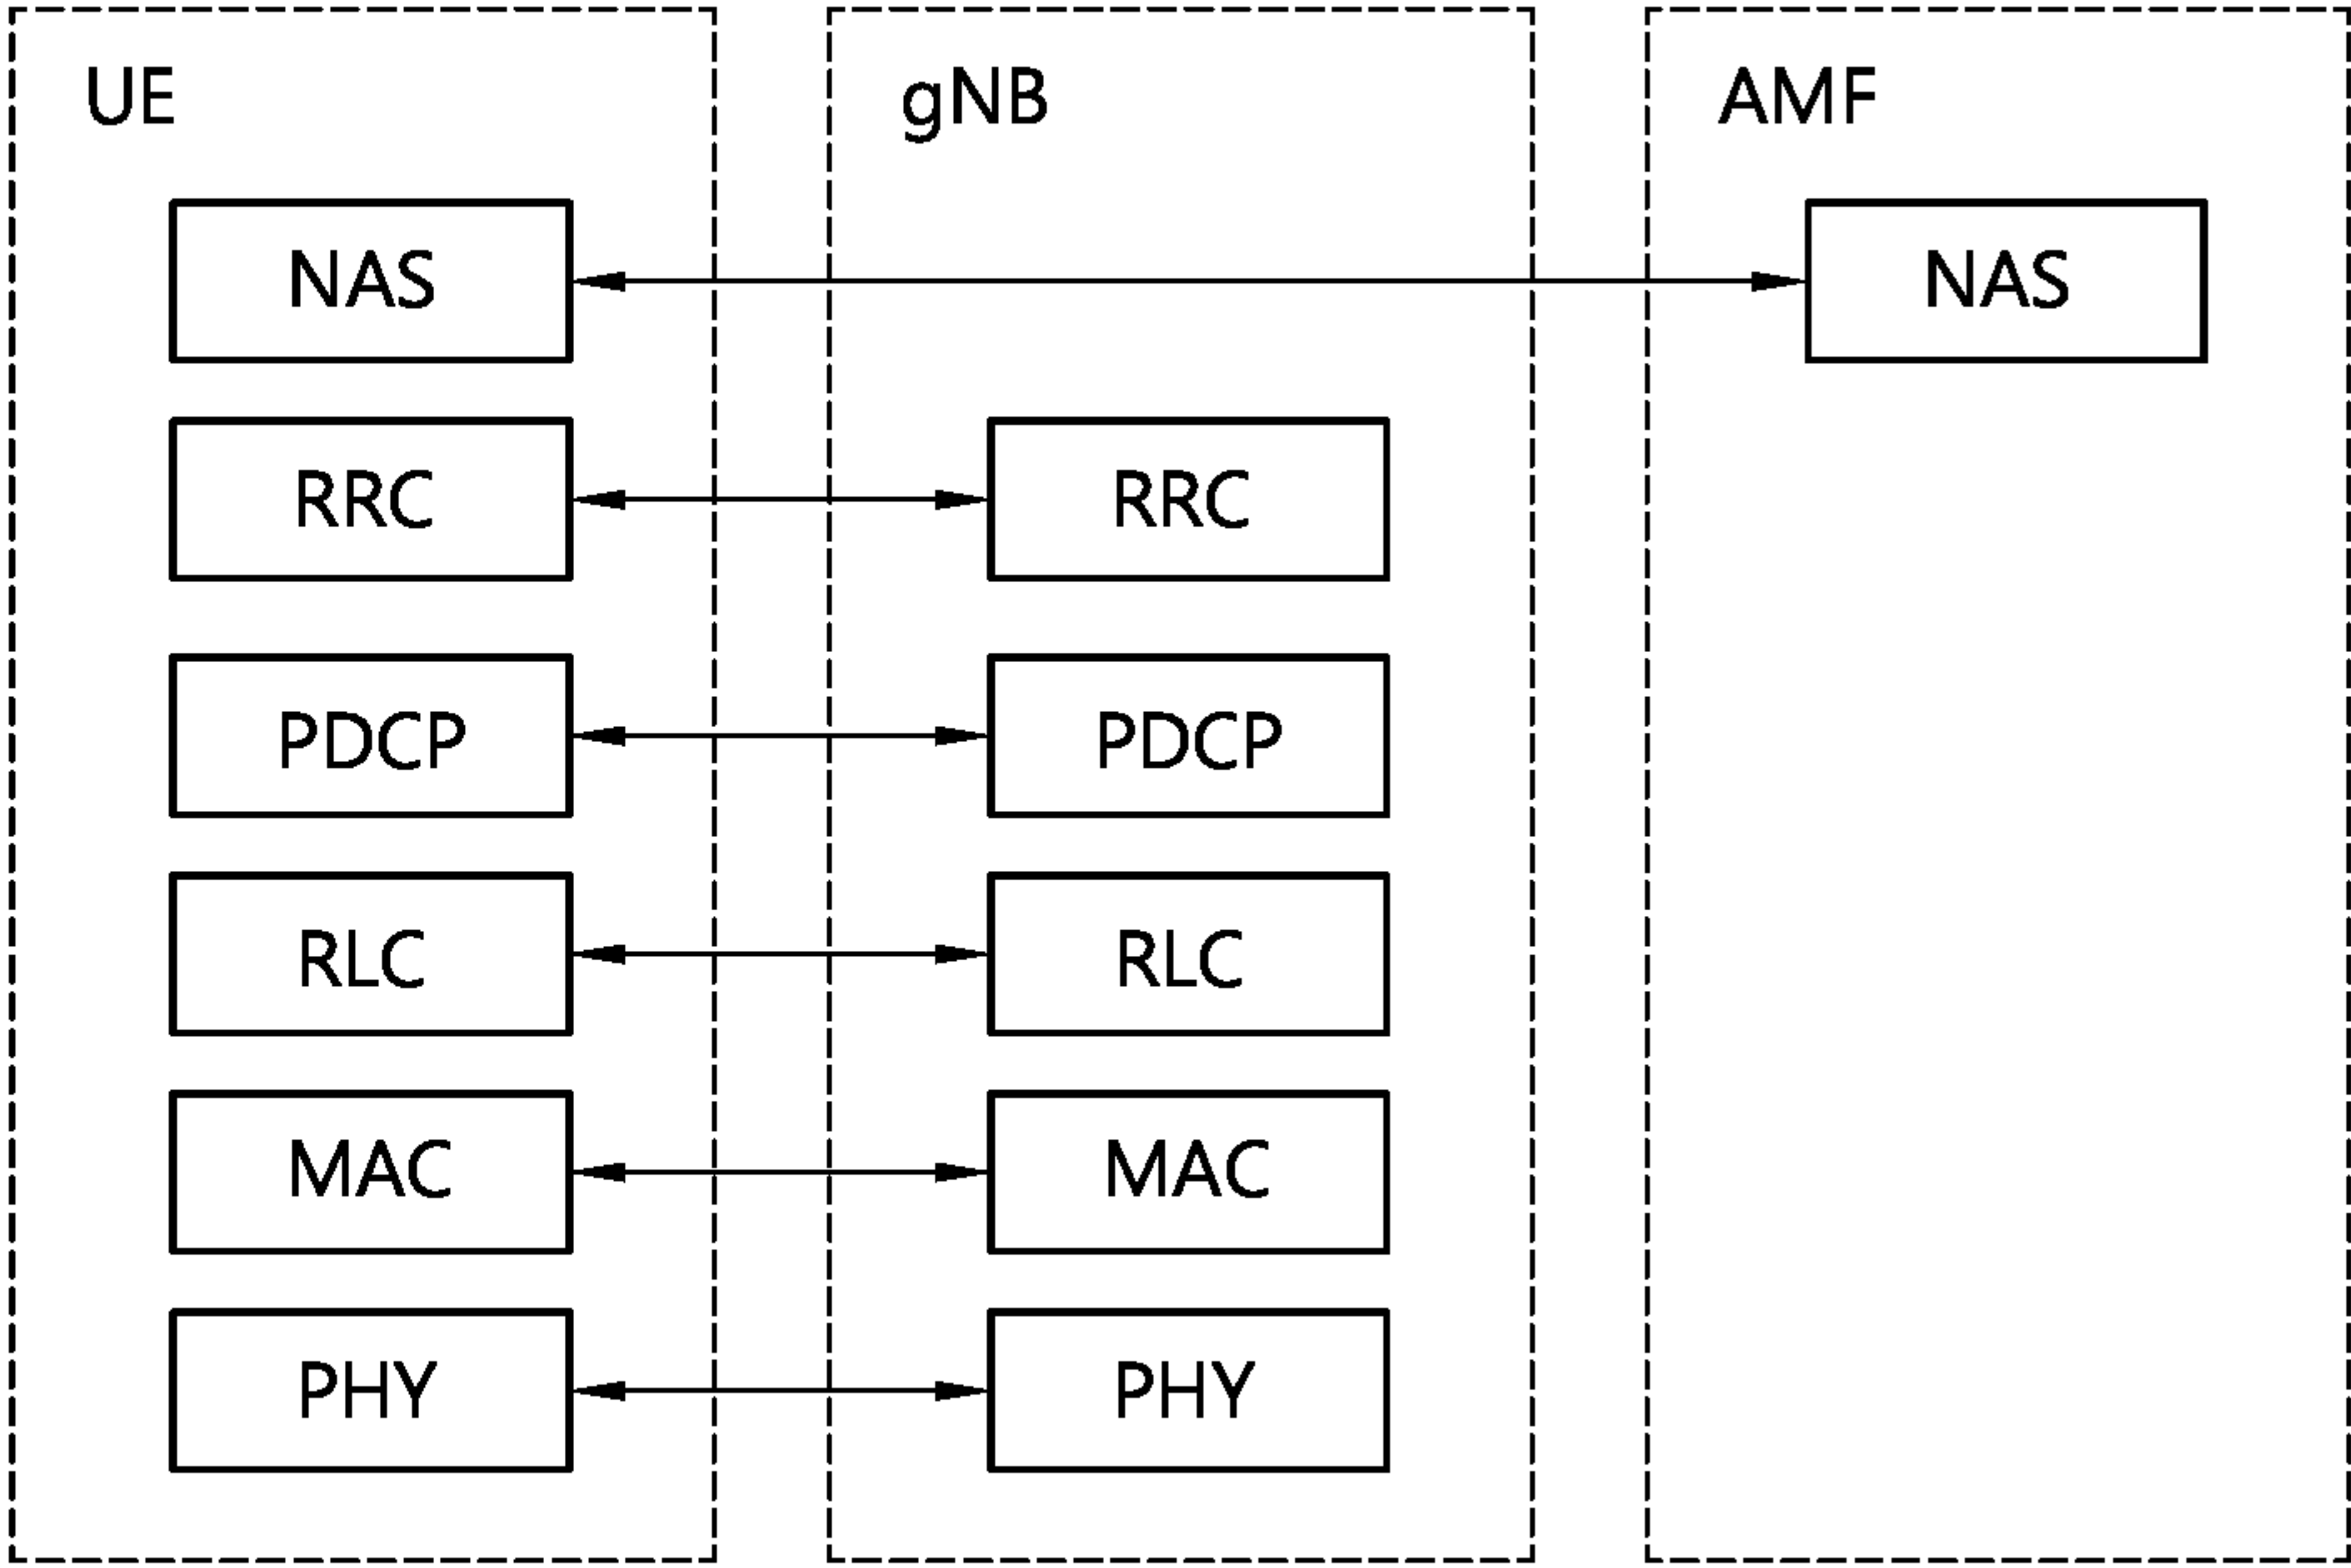 UE gNB AMF
NAS NAS
RRC RRC
PDCP PDCP
RLC RLC
MAC MAC
PHY PHY